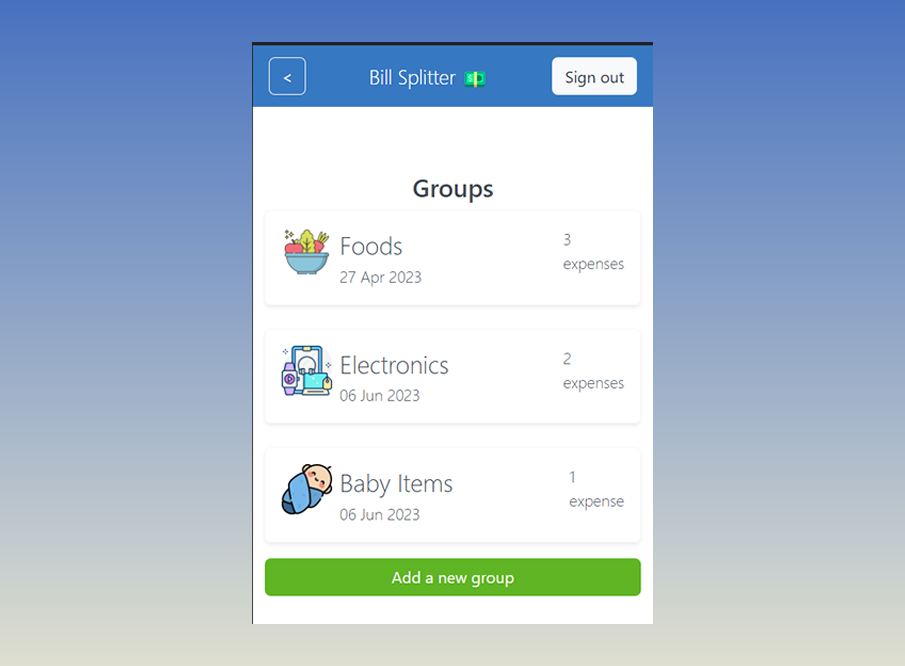 <
Bill Splitter 💵
Sign out
Groups
Foods
27 Apr 2023
3
expenses
Electronics
06 Jun 2023
2
expenses
Baby Items
06 Jun 2023
1
expense
Add a new group